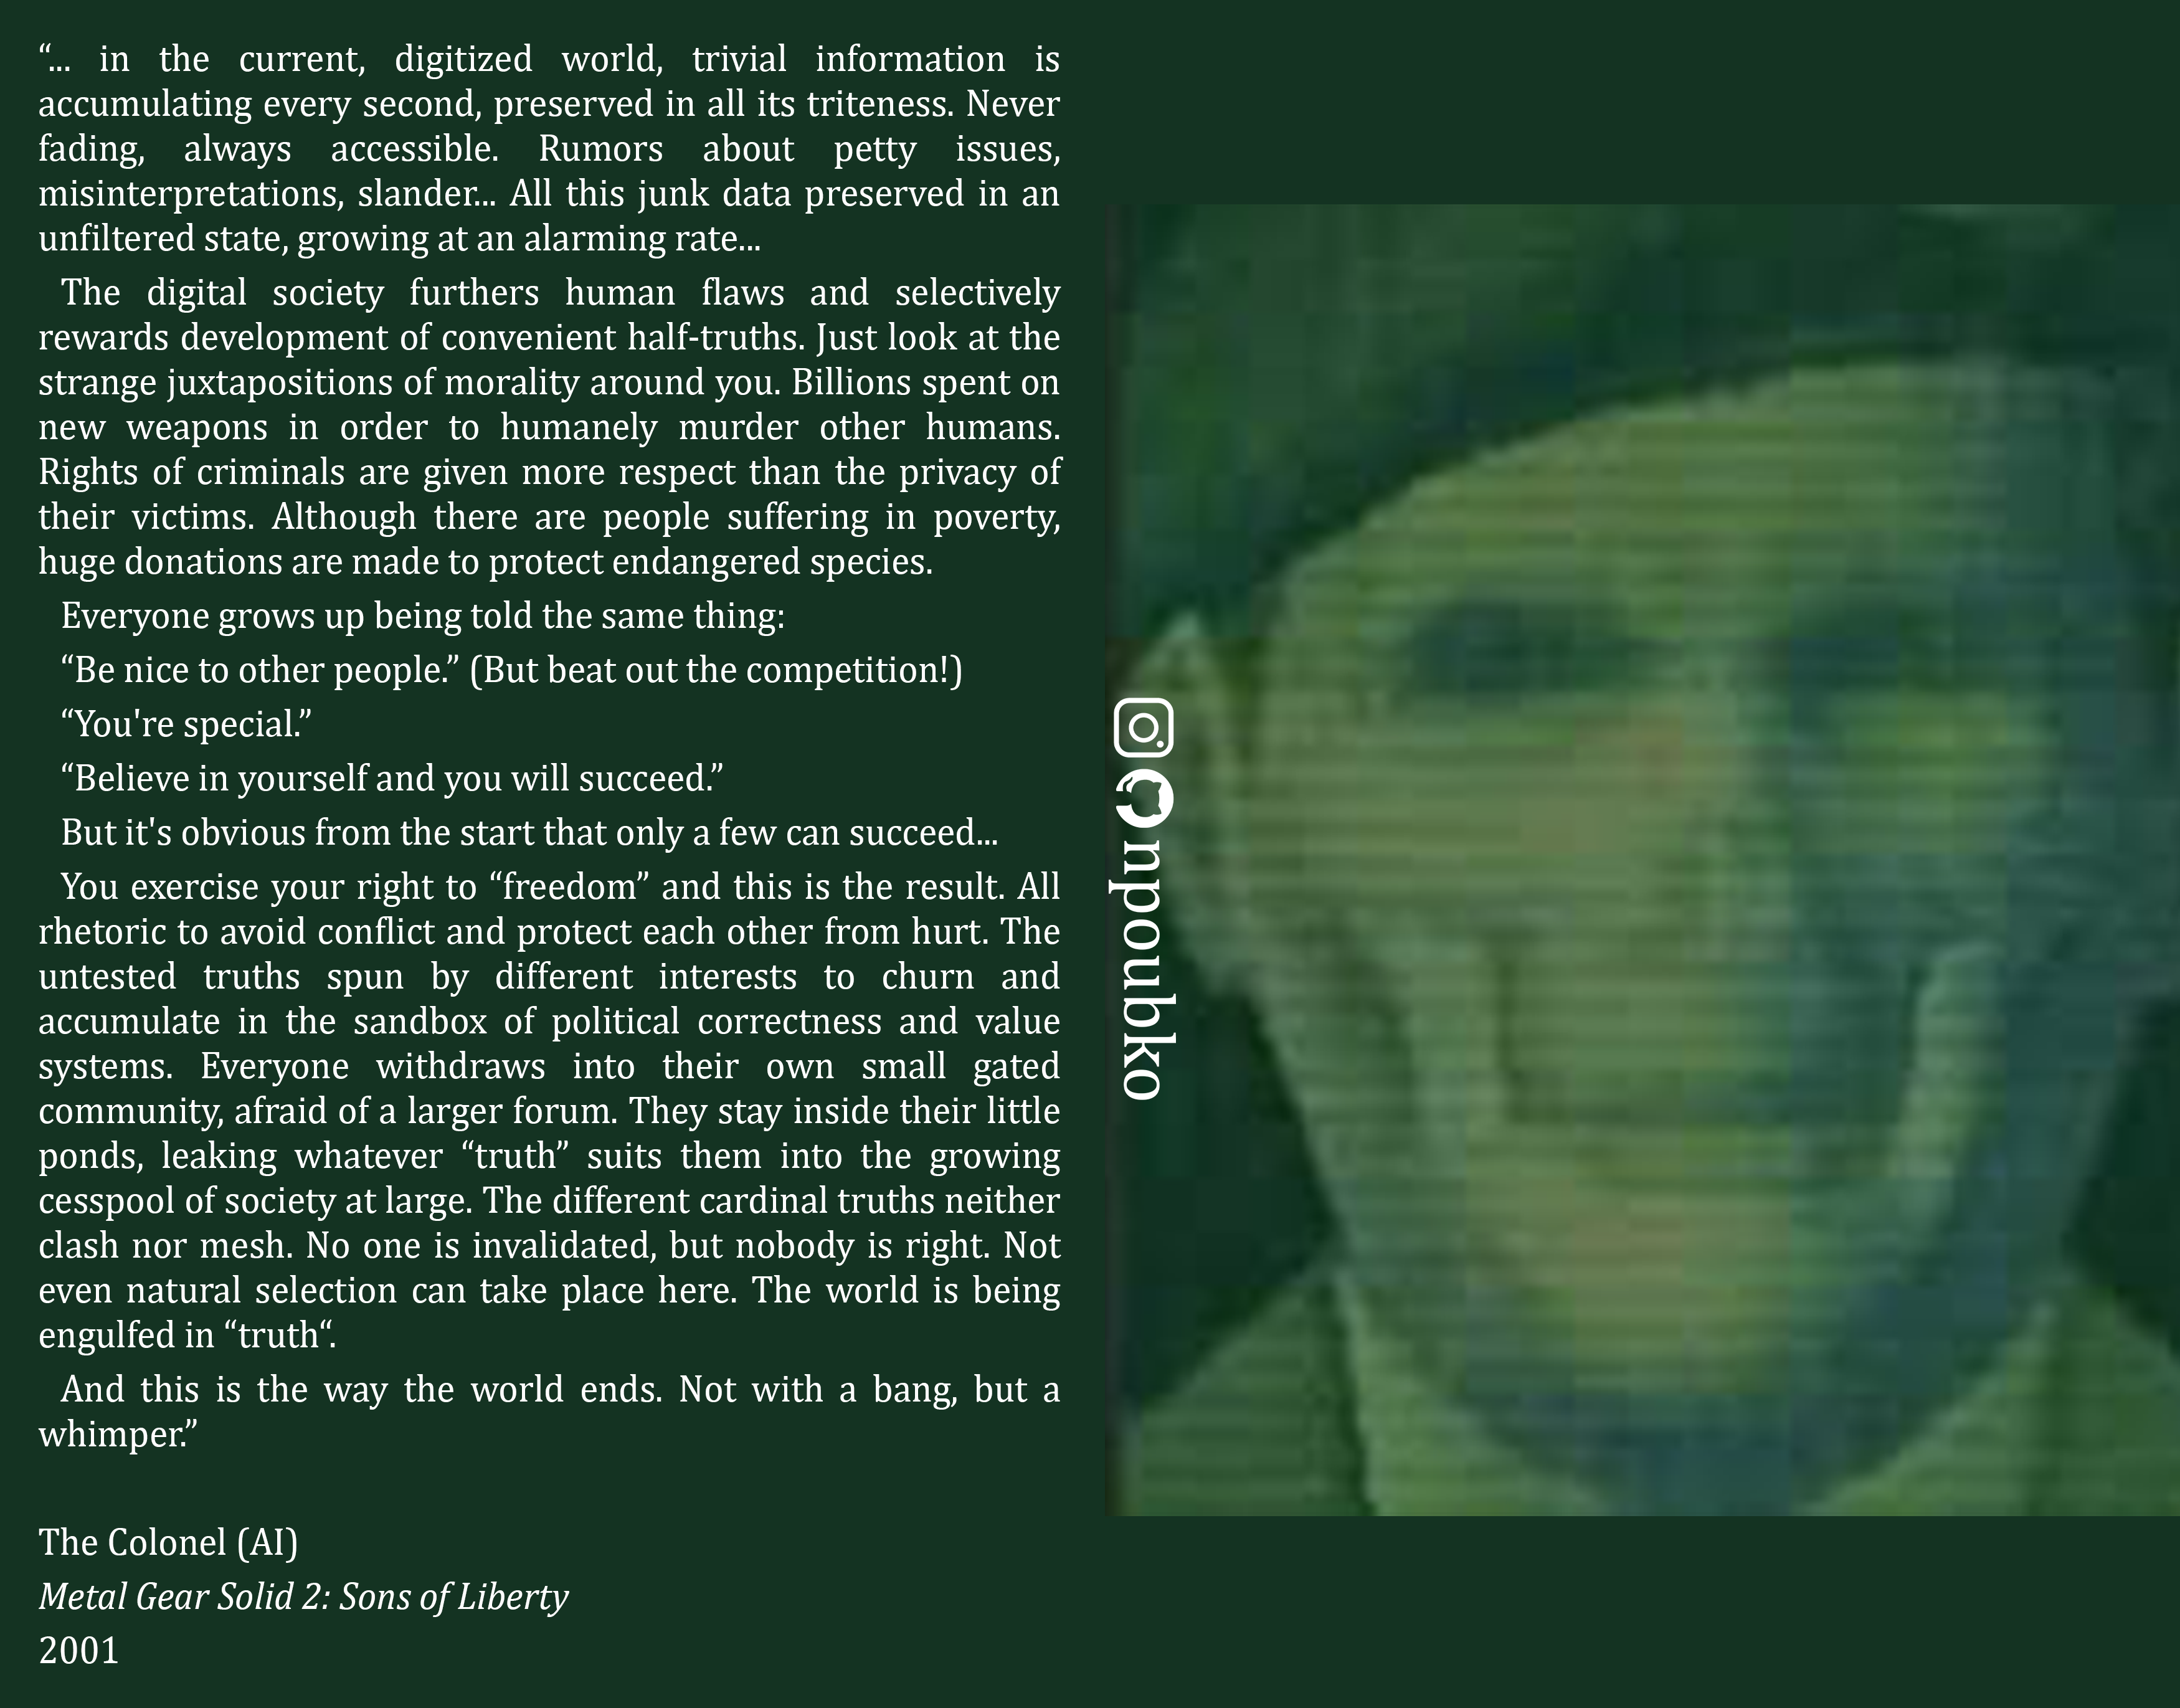 “... in the current, digitized world, trivial information is
accumulating every second, preserved in all its triteness. Never
fading, always accessible. Rumors about petty issues,
misinterpretations, slander... All this junk data preserved in an
unfiltered state, growing at an alarming rate...
The digital society furthers human flaws and selectively
rewards development of convenient half-truths. Just look at the
strange juxtapositions of morality around you. Billions spent on
new weapons in order to humanely murder other humans.
Rights of criminals are given more respect than the privacy of
their victims. Although there are people suffering in poverty,
huge donations are made to protect endangered species.
Everyone grows up being told the same thing:
“Be nice to other people.” (But beat out the competition!)
“You're special.”
“Believe in yourself and you will succeed.”
But it's obvious from the start that only a few can succeed...
You exercise your right to “freedom” and this is the result. All
rhetoric to avoid conflict and protect each other from hurt. The
untested truths spun by different interests to churn and
accumulate in the sandbox of political correctness and value
systems. Everyone withdraws into their own small gated
community, afraid of a larger forum. They stay inside their little
ponds, leaking whatever “truth” suits them into the growing
cesspool of society at large. The different cardinal truths neither
clash nor mesh. No one is invalidated, but nobody is right. Not
even natural selection can take place here. The world is being
engulfed in “truth“.
And this is the way the world ends. Not with a bang, but a
whimper.”
The Colonel (AI)
Metal Gear Solid 2: Sons of Liberty
2001
npoubko